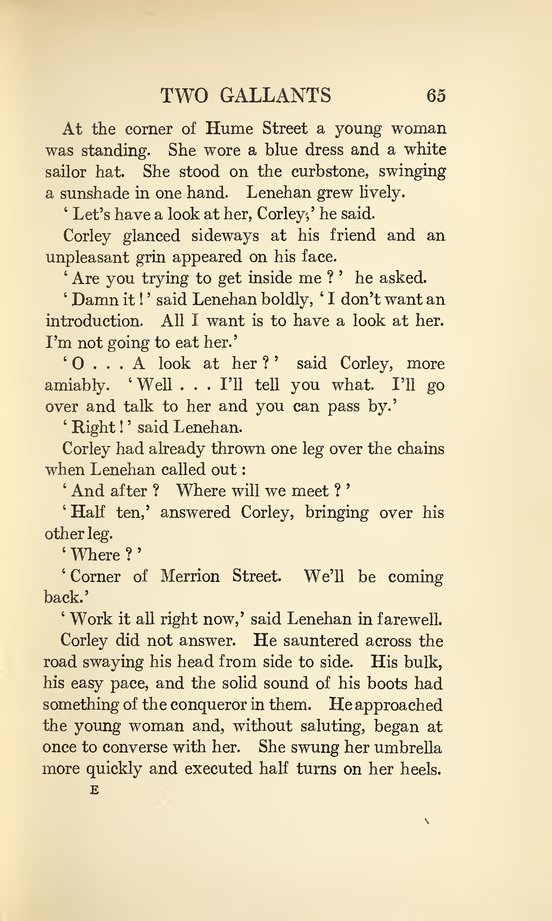 TWO GALLANTS 65
At the corner of Hume Street a young woman
was standing. She wore a blue dress and a white
sailor hat. She stood on the curbstone, swinging
a sunshade in one hand. Lenehan grew lively.
‘ Let’s have a look at her, Corley,’ he said.
Corley glanced sideways at his friend and an
unpleasant grin appeared on his face.
‘ Are you trying to get inside me ? ’ he asked.
‘ Damn it ! ’ said Lenehan boldly, ‘ I don’t want an
introduction. All I want is to have a look at her.
I’m not going to eat her.’
‘ O . . . A look at her ? ’ said Corley, more
amiably. ‘ Well . . . I’ll tell you what. I’ll go
over and talk to her and you can pass by.’
‘ Right ! ’ said Lenehan.
Corley had already thrown one leg over the chains
when Lenehan called out :
‘ And after ? Where will we meet ? ’
‘ Half ten,’ answered Corley, bringing over his
other leg.
‘ Where ? ’
‘ Corner of Merrion Street. We’ll be coming
back.’
‘ Work it all right now,’ said Lenehan in farewell.
Corley did not answer. He sauntered across the
road swaying his head from side to side. His bulk,
his easy pace, and the solid sound of his boots had
something of the conqueror in them. He approached
the young woman and, without saluting, began at
once to converse with her. She swung her umbrella
more quickly and executed half turns on her heels.
E